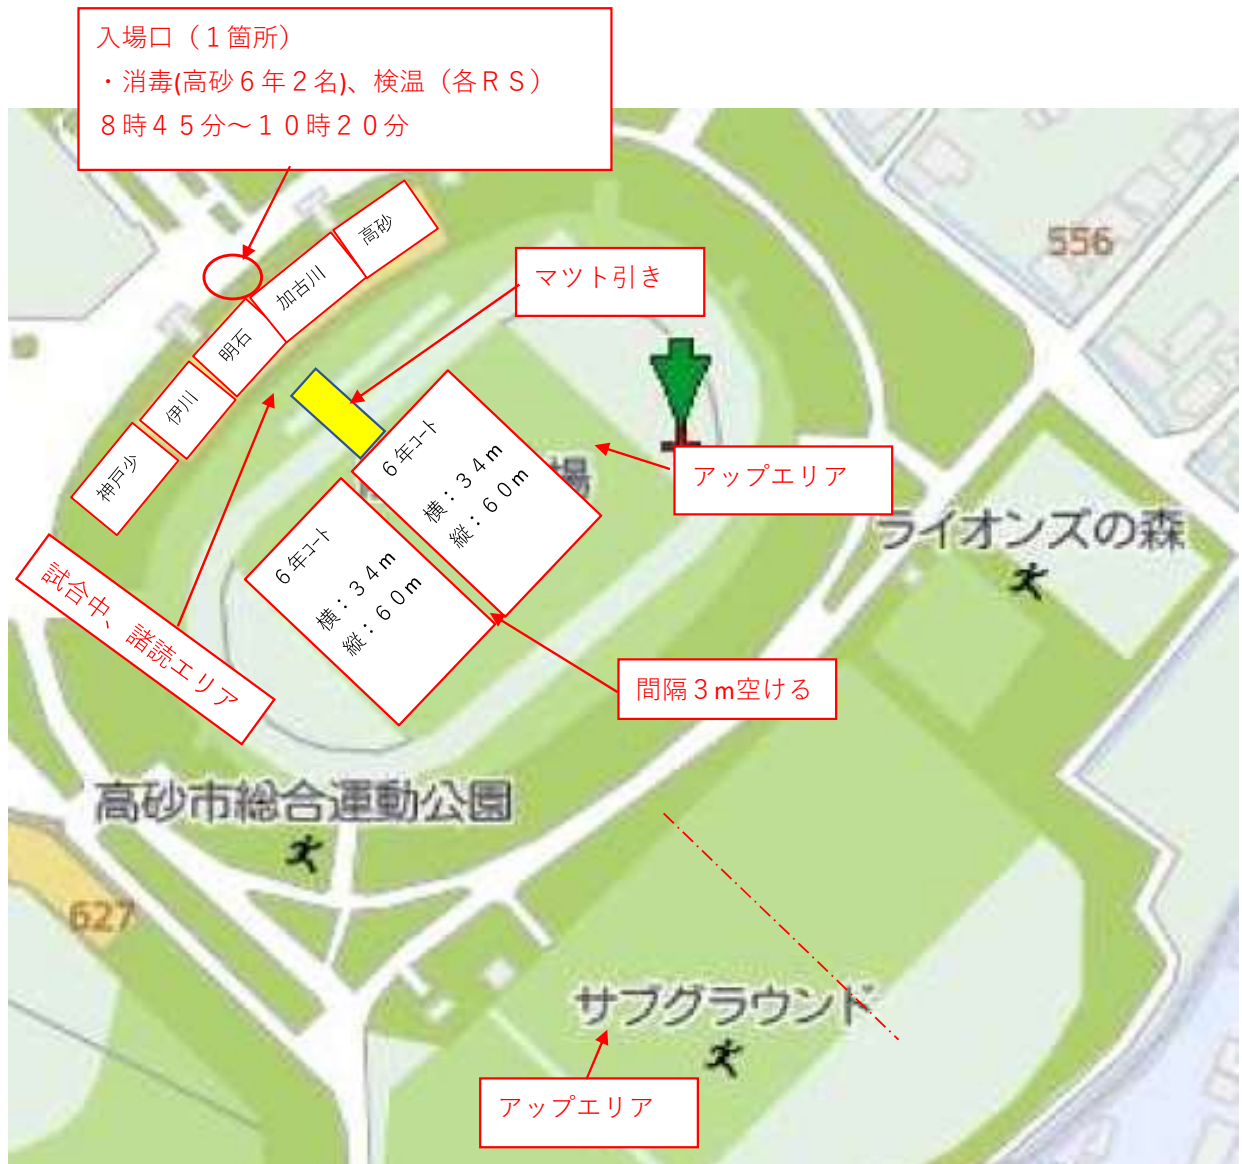 入場口（１箇所）
・消毒(高砂６年２名)、検温（各ＲＳ）
８時４５分～１０時２０分
高砂
加古川
明石
伊川
神戸少
マツト引き
556
６年コート
横：３４ｍ
縦：６０ｍ
場
アップエリア
ライオンズの森
６年コート
横：３４ｍ
縦：６０ｍ
試合中、諸読エリア
間隔３ｍ空ける
高砂市総合運動公園
627
サブグラウンド
アップエリア